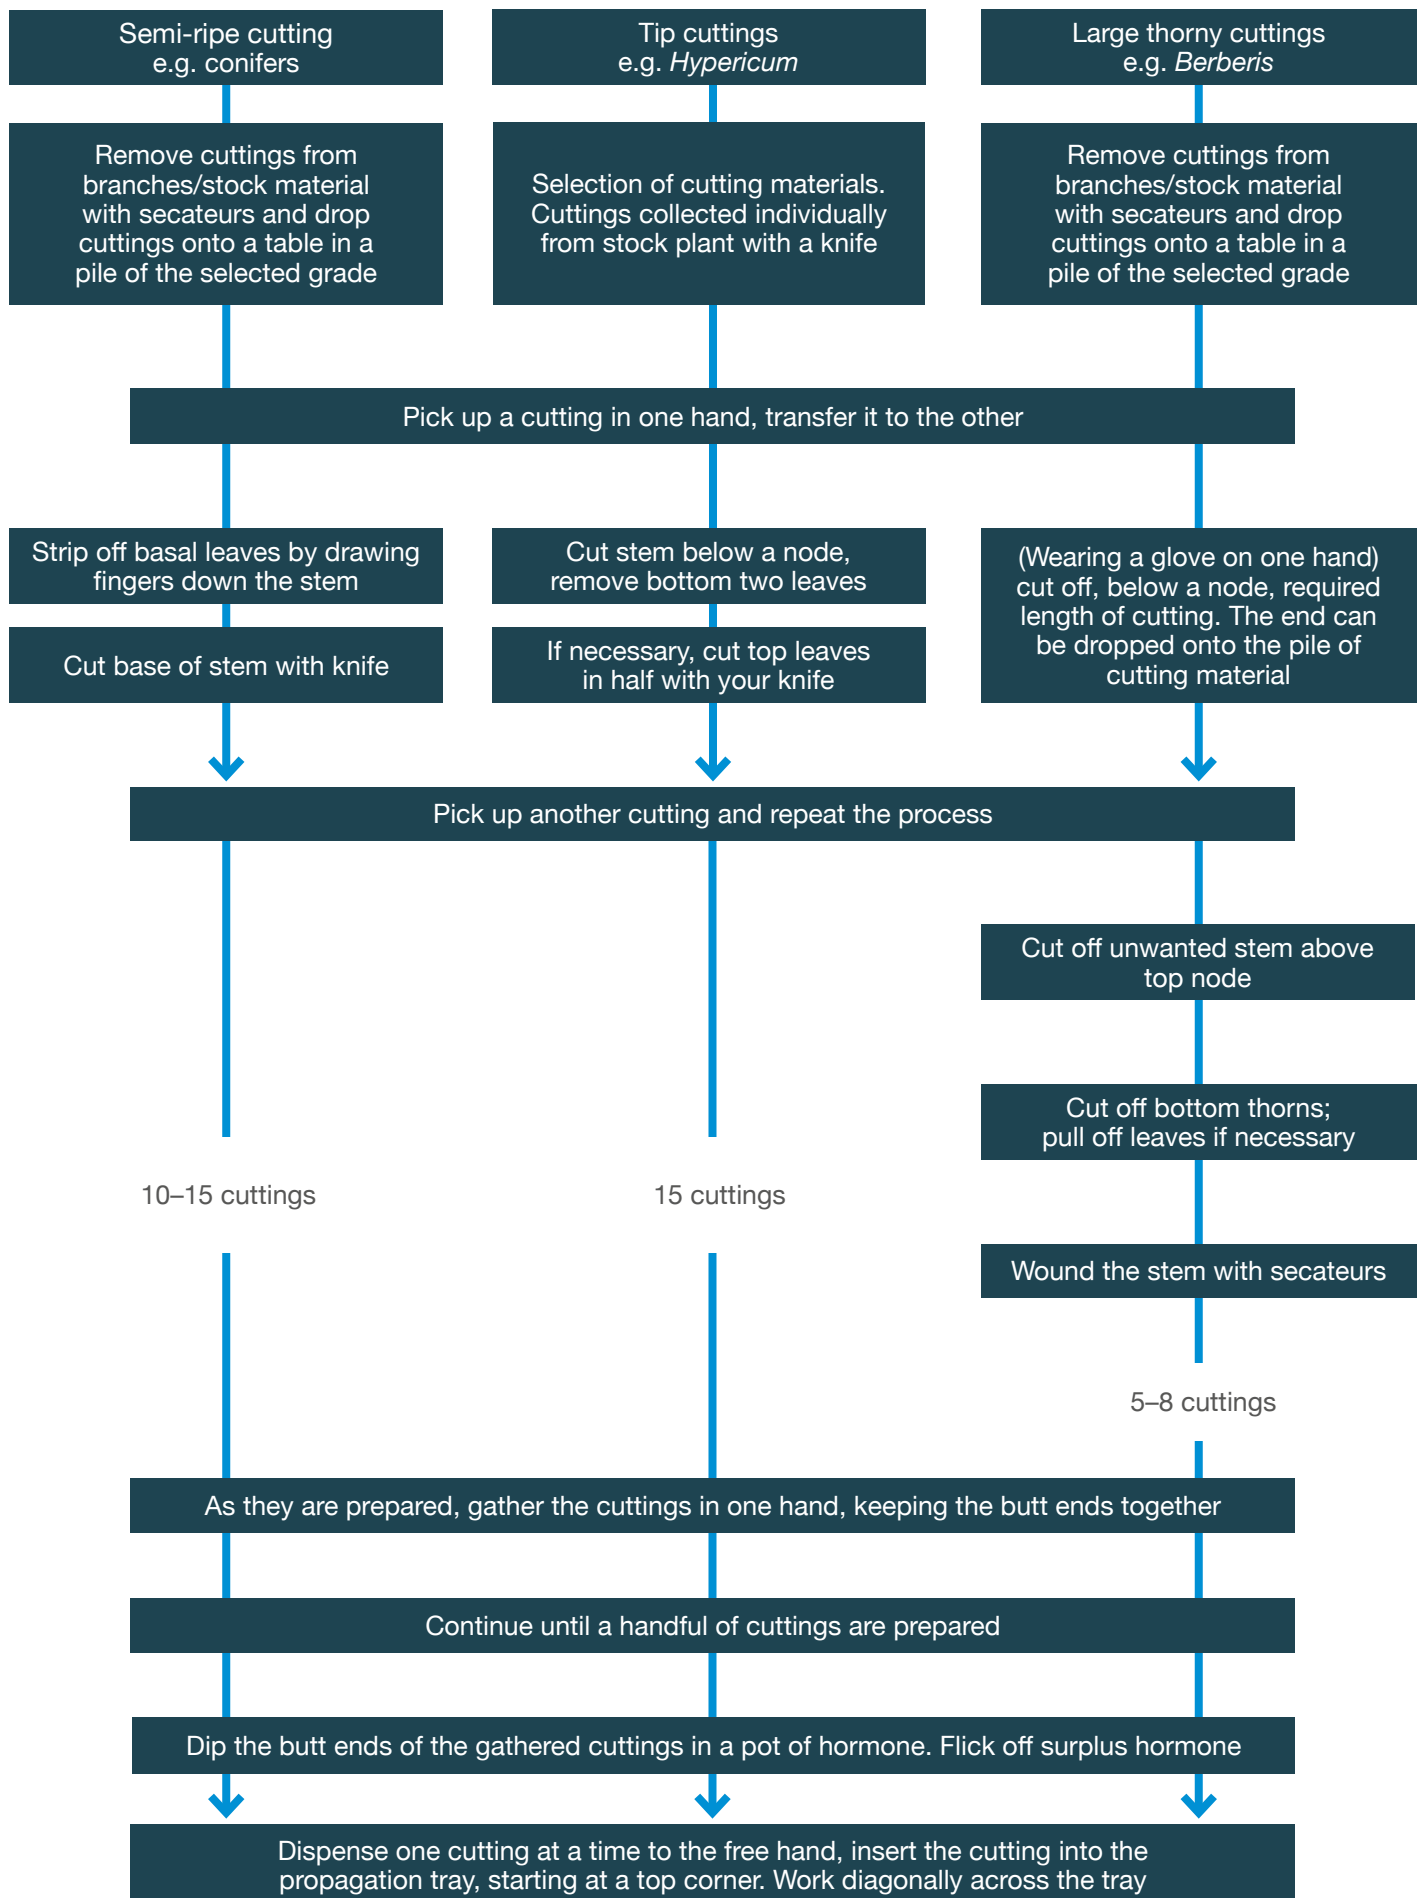 Semi-ripe cutting
e.g. conifers
Tip cuttings
e.g. Hypericum
Large thorny cuttings
e.g. Berberis
Remove cuttings from
branches/stock material
with secateurs and drop
cuttings onto a table in a
pile of the selected grade
Selection of cutting materials.
Cuttings collected individually
from stock plant with a knife
Remove cuttings from
branches/stock material
with secateurs and drop
cuttings onto a table in a
pile of the selected grade
Pick up a cutting in one hand, transfer it to the other
Strip off basal leaves by drawing
fingers down the stem
Cut base of stem with knife
Cut stem below a node,
remove bottom two leaves
If necessary, cut top leaves
in half with your knife
(Wearing a glove on one hand)
cut off, below a node, required
length of cutting. The end can
be dropped onto the pile of
cutting material
Pick up another cutting and repeat the process
Cut off unwanted stem above
top node
Cut off bottom thorns;
pull off leaves if necessary
10–15 cuttings
15 cuttings
Wound the stem with secateurs
5–8 cuttings
As they are prepared, gather the cuttings in one hand, keeping the butt ends together
Continue until a handful of cuttings are prepared
Dip the butt ends of the gathered cuttings in a pot of hormone. Flick off surplus hormone
Dispense one cutting at a time to the free hand, insert the cutting into the
propagation tray, starting at a top corner. Work diagonally across the tray